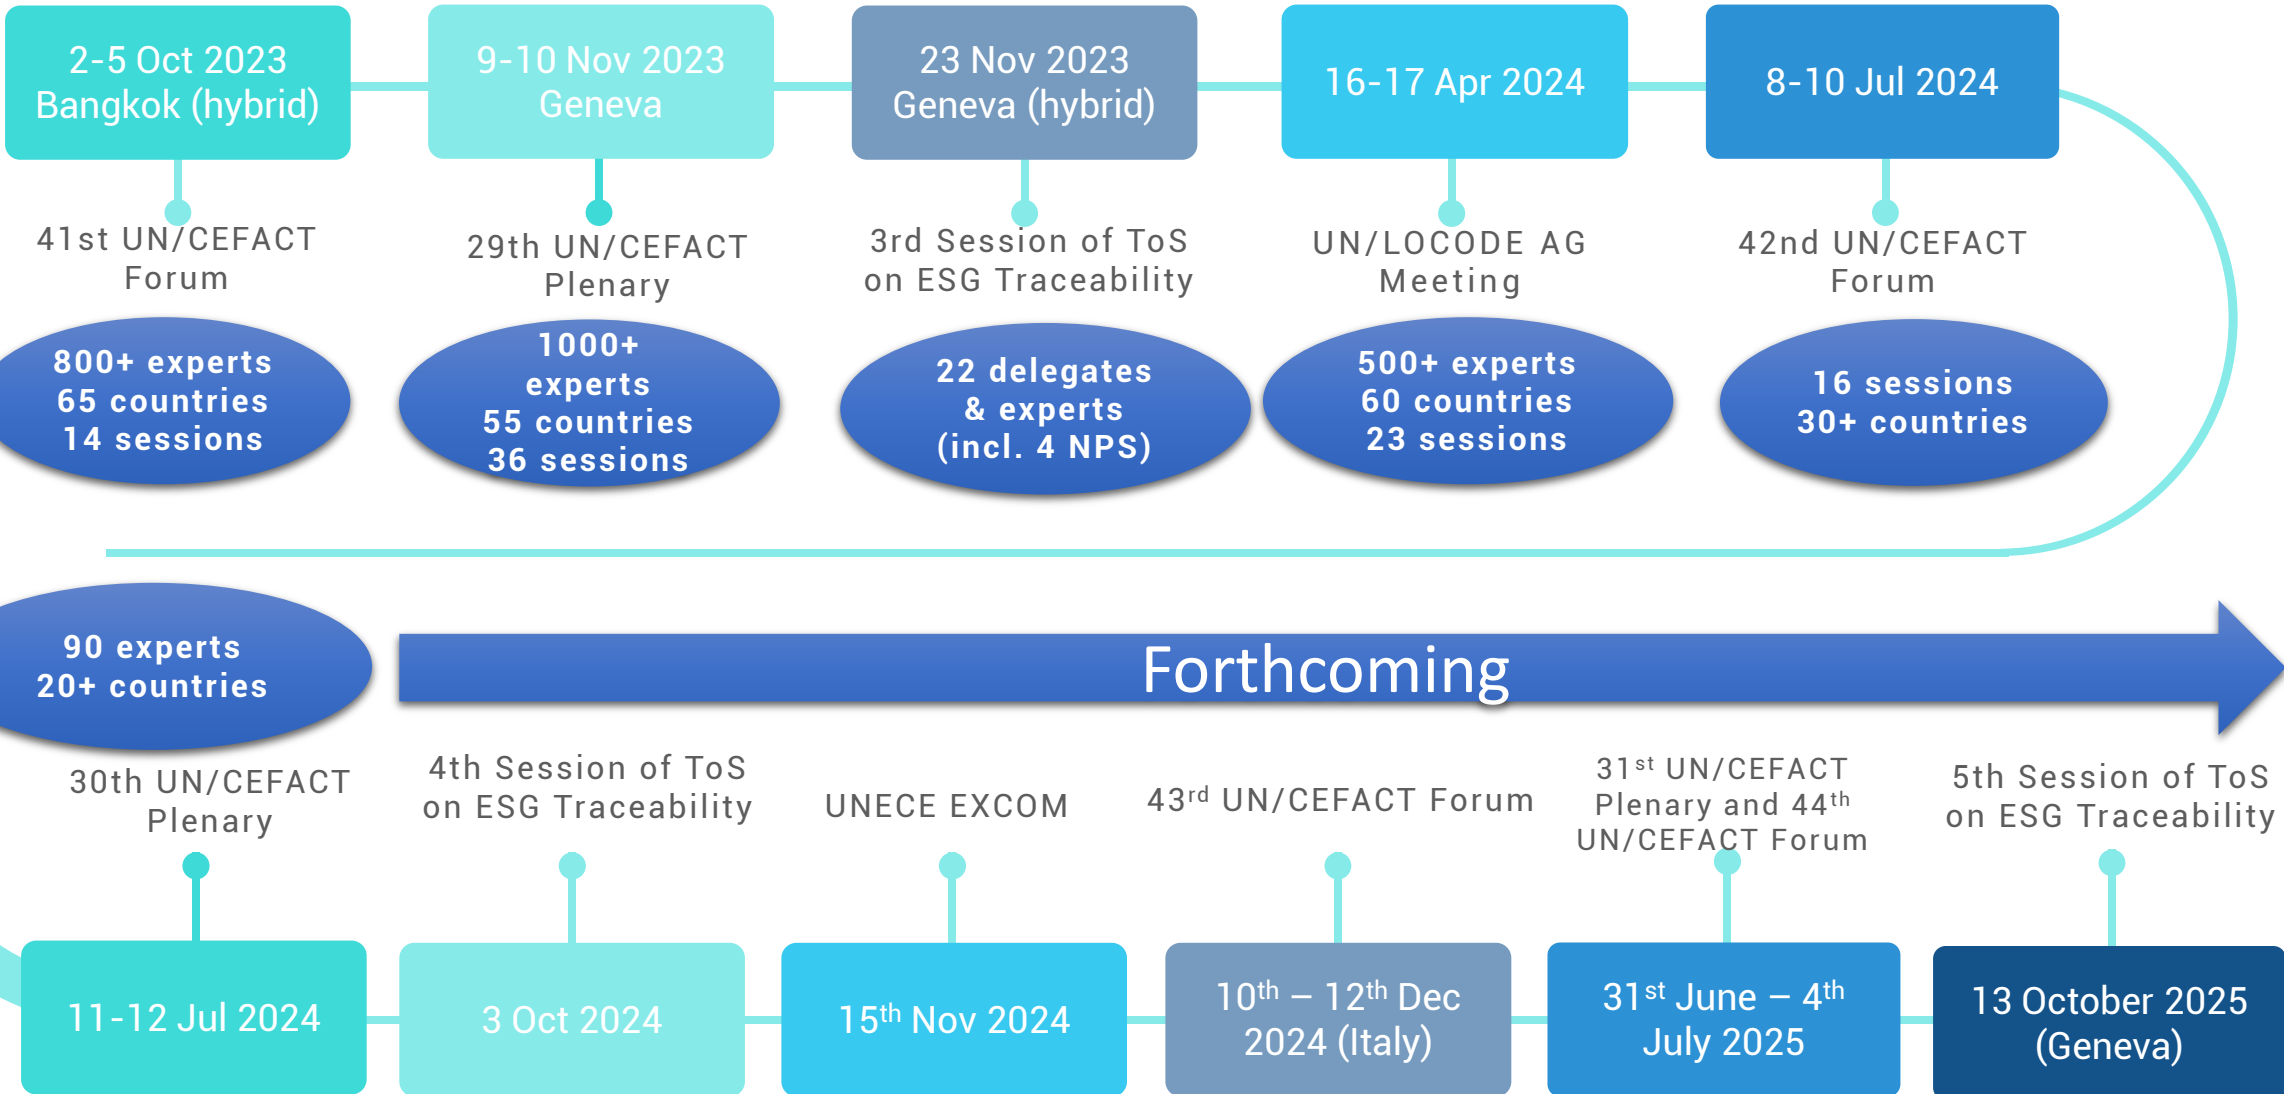 2-5 Oct 2023
Bangkok (hybrid)
9-10 Nov 2023
Geneva
23 Nov 2023
Geneva (hybrid)
16-17 Apr 2024
8-10 Jul 2024
41st UN/CEFACT
Forum
29th UN/CEFACT
Plenary
3rd Session of ToS
on ESG Traceability
UN/LOCODE AG
Meeting
42nd UN/CEFACT
Forum
800+ experts
65 countries
14 sessions
1000+
experts
55 countries
36 sessions
22 delegates
& experts
(incl. 4 NPS)
500+ experts
60 countries
23 sessions
16 sessions
30+ countries
90 experts
20+ countries
Forthcoming
30th UN/CEFACT
Plenary
4th Session of ToS
on ESG Traceability
UNECE EXCOM
43rd UN/CEFACT Forum
31st UN/CEFACT
Plenary and 44th
UN/CEFACT Forum
5th Session of ToS
on ESG Traceability
11-12 Jul 2024
3 Oct 2024
15th Nov 2024
10th – 12th Dec
2024 (Italy)
31st June – 4th
July 2025
13 October 2025
(Geneva)